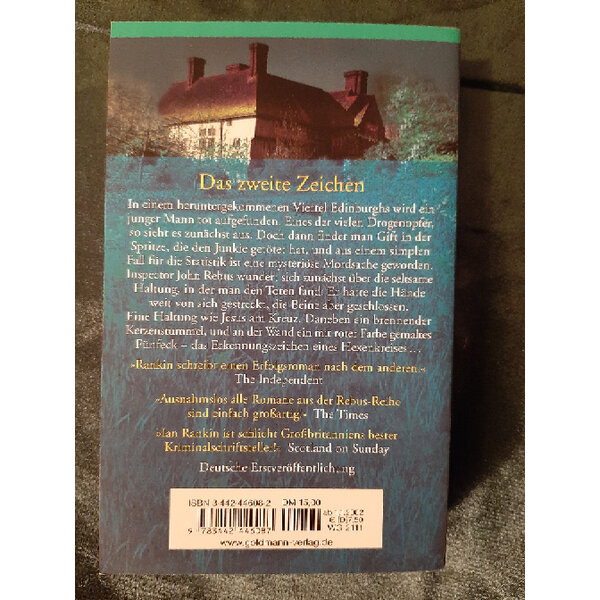 Das zweite Zeichen
In einem heruntergekommenen Viertel Edinburghs wird ein
junger Mann tot aufgefunden. Eines der vielen Drogenopfer,
so sieht es zunächst aus. Doch dann findet man Gift in der
Spritze, die den Junkie getötet hat, und aus einem simplen
Fall für die Statistik ist eine mysteriöse Mordsache geworden.
Inspector John Rebus wundert sich zunächst über die seltsame
Haltung, in der man den Toten fand: Er hatte die Hände
weit von sich gestreckt, die Beine aber geschlossen.
Eine Haltung wie Jesus am Kreuz. Daneben ein brennender
Kerzenstummel, und an der Wand ein mit roter Farbe gemaltes
Fünfeck – das Erkennungszeichen eines Hexenkreises ...
»Rankin schreibt einen Erfolgsroman nach dem anderen.«
The Independent
»Ausnahmslos alle Romane aus der Rebus-Reihe
sind einfach großartig.« The Times
»Ian Rankin ist schlicht Großbritanniens bester
Kriminalschriftsteller!« Scotland on Sunday
Deutsche Erstveröffentlichung
ISBN 3-442-44608-2 DM 15,00
9 783442 446087
www.goldmann-verlag.de